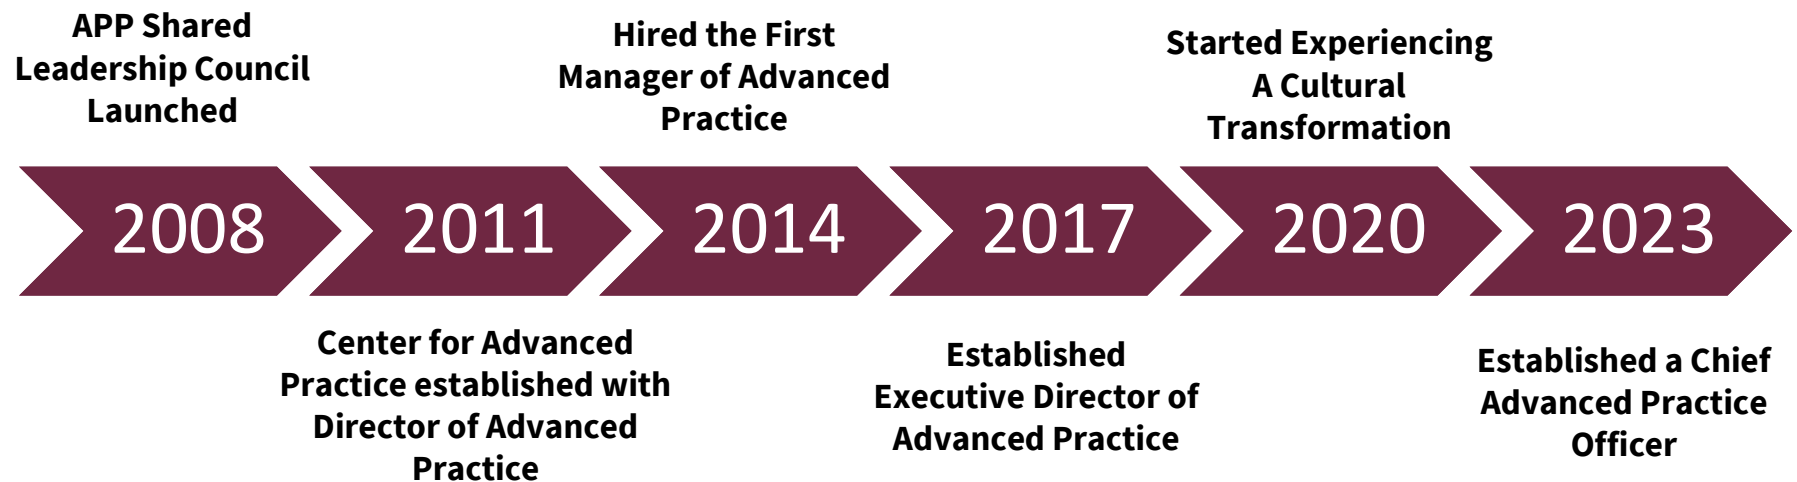 APP Shared
Leadership Council
Launched
Hired the First
Manager of Advanced
Practice
Started Experiencing
A Cultural
Transformation
2008
2011
2014
2017
2020
2023
Center for Advanced
Practice established with
Director of Advanced
Practice
Established
Executive Director of
Advanced Practice
Established a Chief
Advanced Practice
Officer